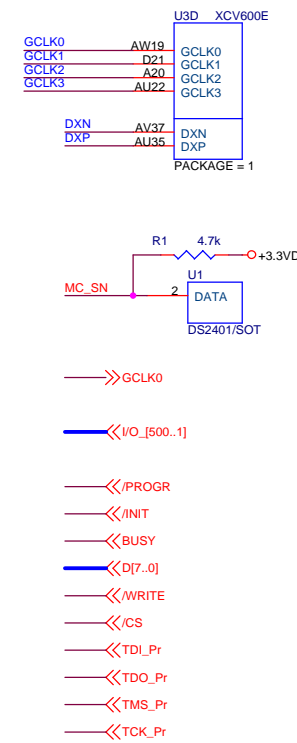 U3D XCV600E
GCLK0 AW19 GCLK0
GCLK1 D21 GCLK1
GCLK2 A20 GCLK2
GCLK3 AU22 GCLK3
DXN AV37 DXN
DXP AU35 DXP
PACKAGE = 1
R1 4.7k
+3.3VD
U1
MC_SN 2 DATA
DS2401/SOT
GCLK0
I/O_[500..1]
/PROGR
/INIT
BUSY
D[7..0]
/WRITE
/CS
TDI_Pr
TDO_Pr
TMS_Pr
TCK_Pr